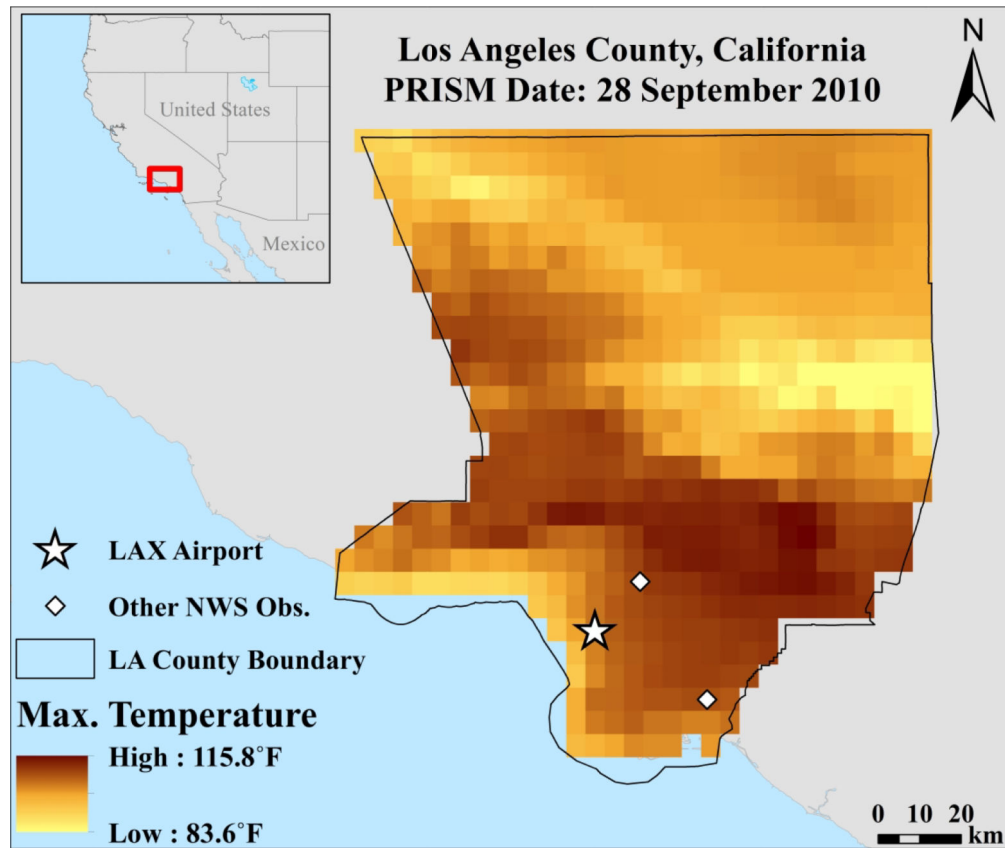 Los Angeles County, California
PRISM Date: 28 September 2010
N
United States
Mexico
LAX Airport
Other NWS Obs.
LA County Boundary
Max. Temperature
High : 115.8˚F
Low : 83.6˚F
0 10 20
km